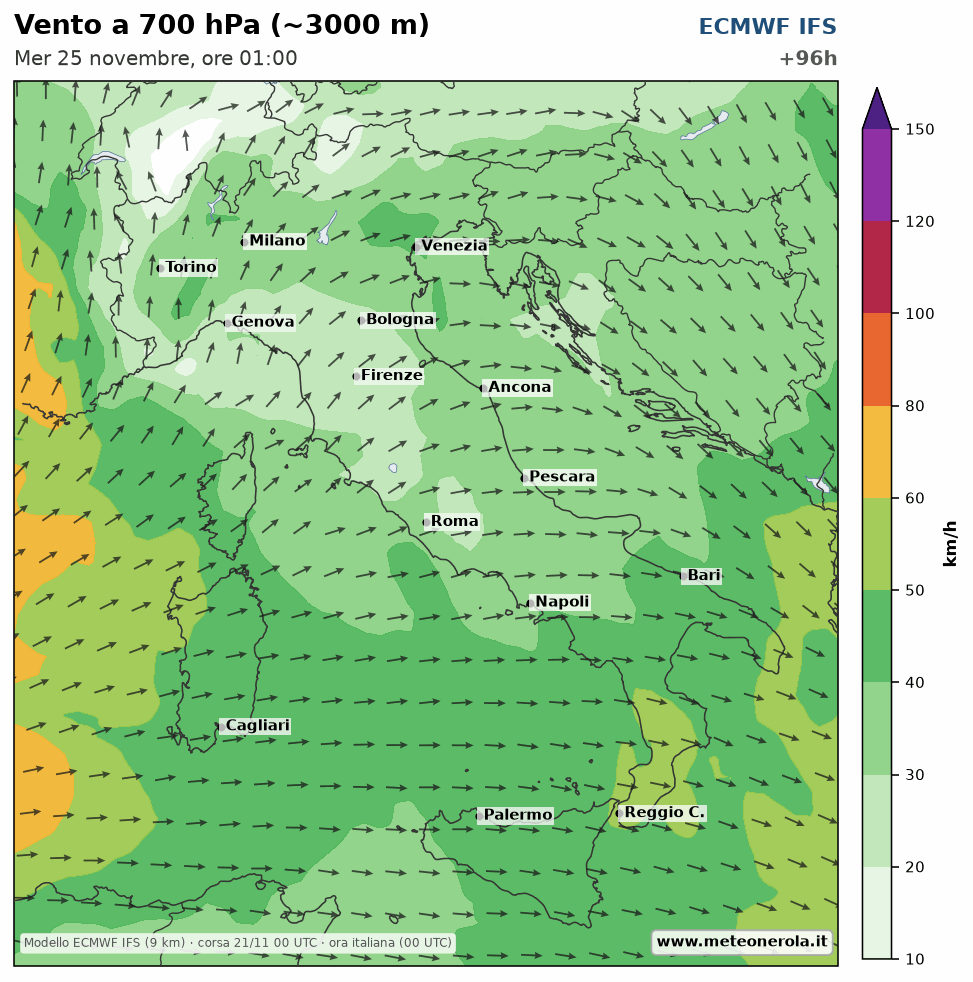 Vento a 700 hPa (~3000 m)
ECMWF IFS
Mer 25 novembre, ore 01:00
+96h
150
120
100
80
60
50
40
30
20
10
km/h
Milano
Venezia
Torino
Genova
Bologna
Firenze
Ancona
Pescara
Roma
Bari
Napoli
Cagliari
Palermo
Reggio C.
Modello ECMWF IFS (9 km) · corsa 21/11 00 UTC · ora italiana (00 UTC)
www.meteonerola.it